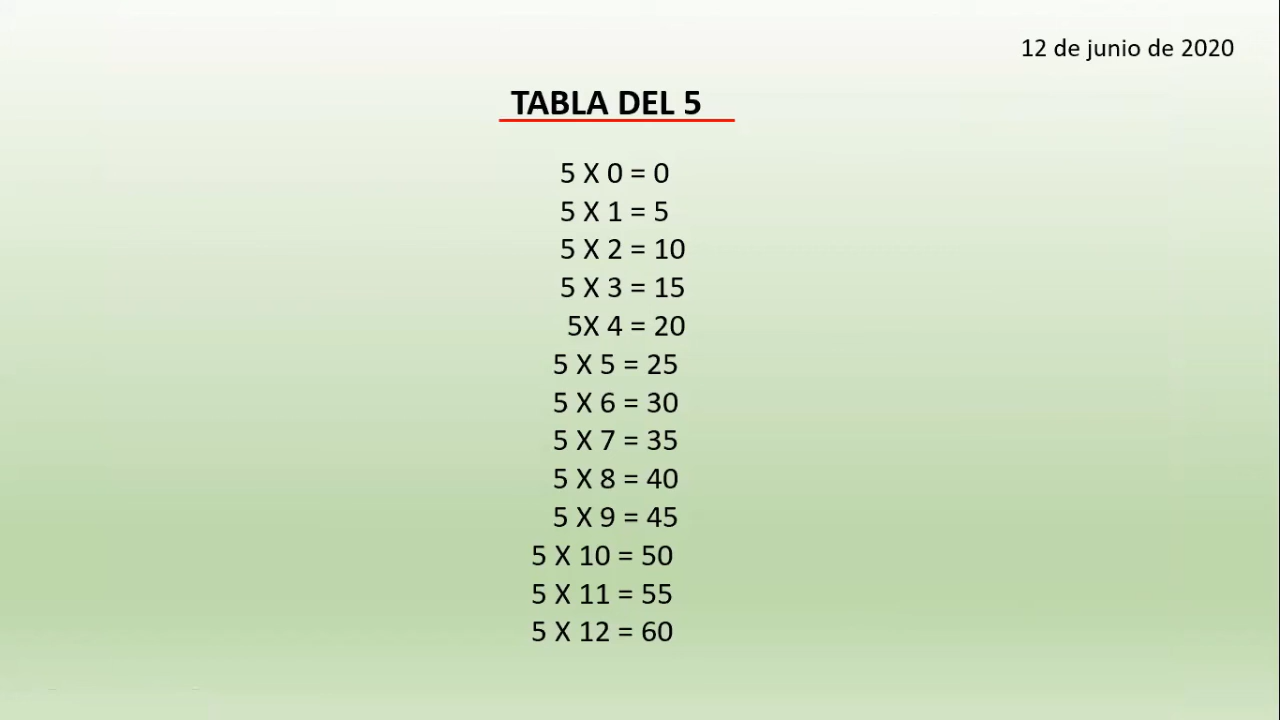 12 de junio de 2020
TABLA DEL 5
5 X 0 = 0
5 X 1 = 5
5 X 2 = 10
5 X 3 = 15
5X 4 = 20
5 X 5 = 25
5 X 6 = 30
5 X 7 = 35
5 X 8 = 40
5 X 9 = 45
5 X 10 = 50
5 X 11 = 55
5 X 12 = 60